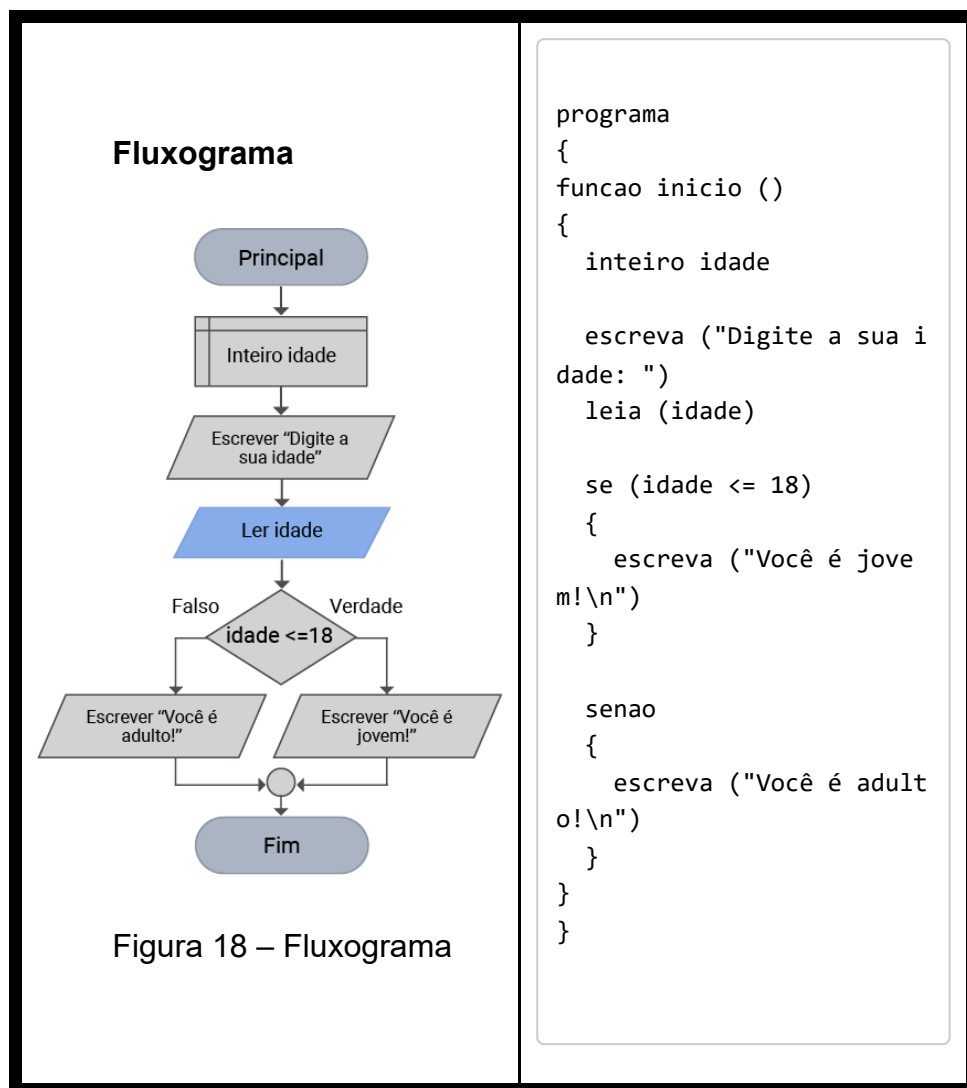 Fluxograma
Principal
Inteiro idade
Escrever “Digite a
sua idade”
Ler idade
Falso
Verdade
idade <=18
Escrever “Você é
adulto!”
Escrever “Você é
jovem!”
Fim
Figura 18 – Fluxograma
programa
{
funcao inicio ()
{
inteiro idade
escreva ("Digite a sua i
dade: ")
leia (idade)
se (idade <= 18)
{
escreva ("Você é jove
m!\n")
}
senao
{
escreva ("Você é adult
o!\n")
}
}
}